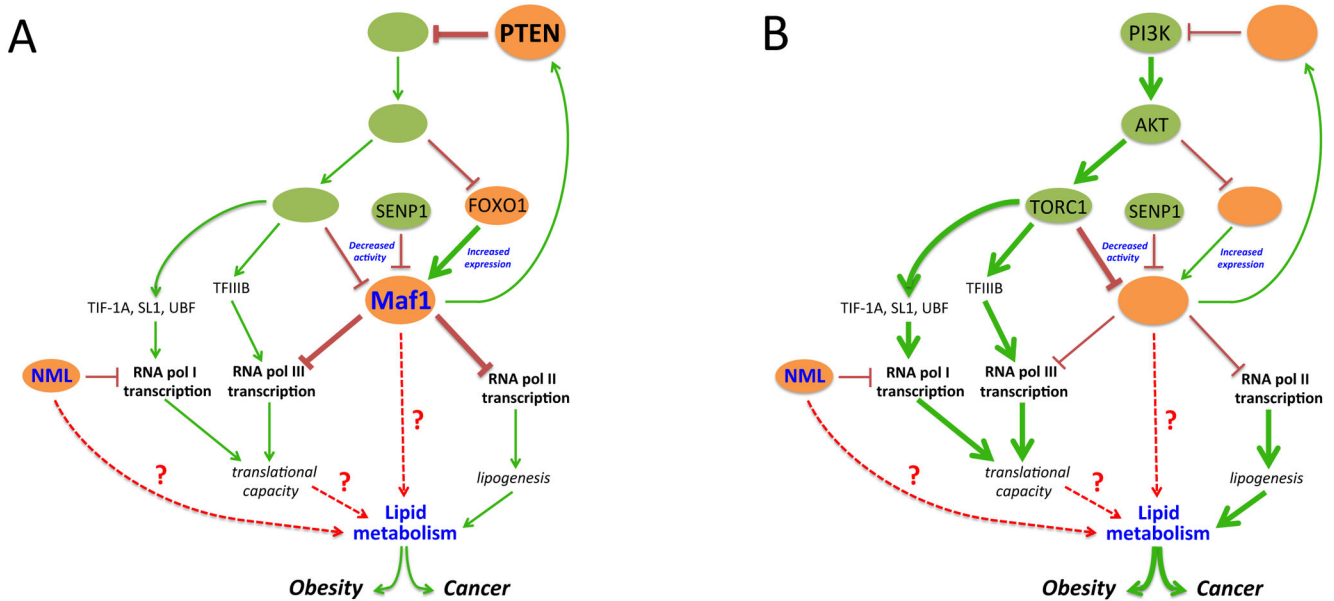 A
PTEN
FOXO1
SENP1
Decreased
activity
Increased
expression
TFIIIB
Maf1
TIF-1A, SL1, UBF
NML
RNA pol I
transcription
RNA pol III
transcription
RNA pol II
transcription
?
?
?
translational
capacity
lipogenesis
Lipid
metabolism
Obesity
Cancer
B
PI3K
AKT
TORC1
SENP1
Decreased
activity
Increased
expression
TFIIIB
TIF-1A, SL1, UBF
NML
RNA pol I
transcription
RNA pol III
transcription
RNA pol II
transcription
?
?
?
translational
capacity
lipogenesis
Lipid
metabolism
Obesity
Cancer